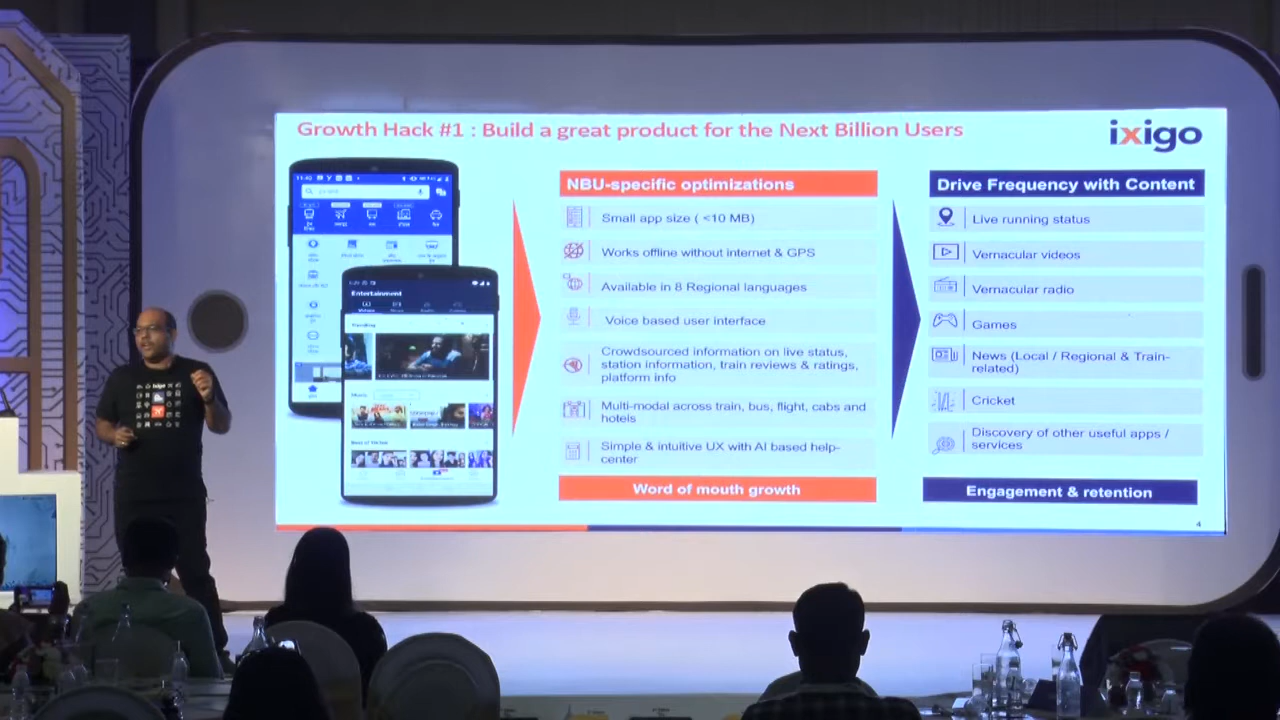 Growth Hack #1 : Build a great product for the Next Billion Users
ixigo
Entertainment
Trending
Music
NBU-specific optimizations
Small app size ( <10 MB)
Works offline without internet & GPS
Available in 8 Regional languages
Voice based user interface
Crowdsourced information on live status,
station information, train reviews & ratings,
platform info
Multi-modal across train, bus, flight, cabs and
hotels
Simple & intuitive UX with AI based help-
center
Word of mouth growth
Drive Frequency with Content
Live running status
Vernacular videos
Vernacular radio
Games
News (Local / Regional & Train-
related)
Cricket
Discovery of other useful apps /
services
Engagement & retention
4
ixigo